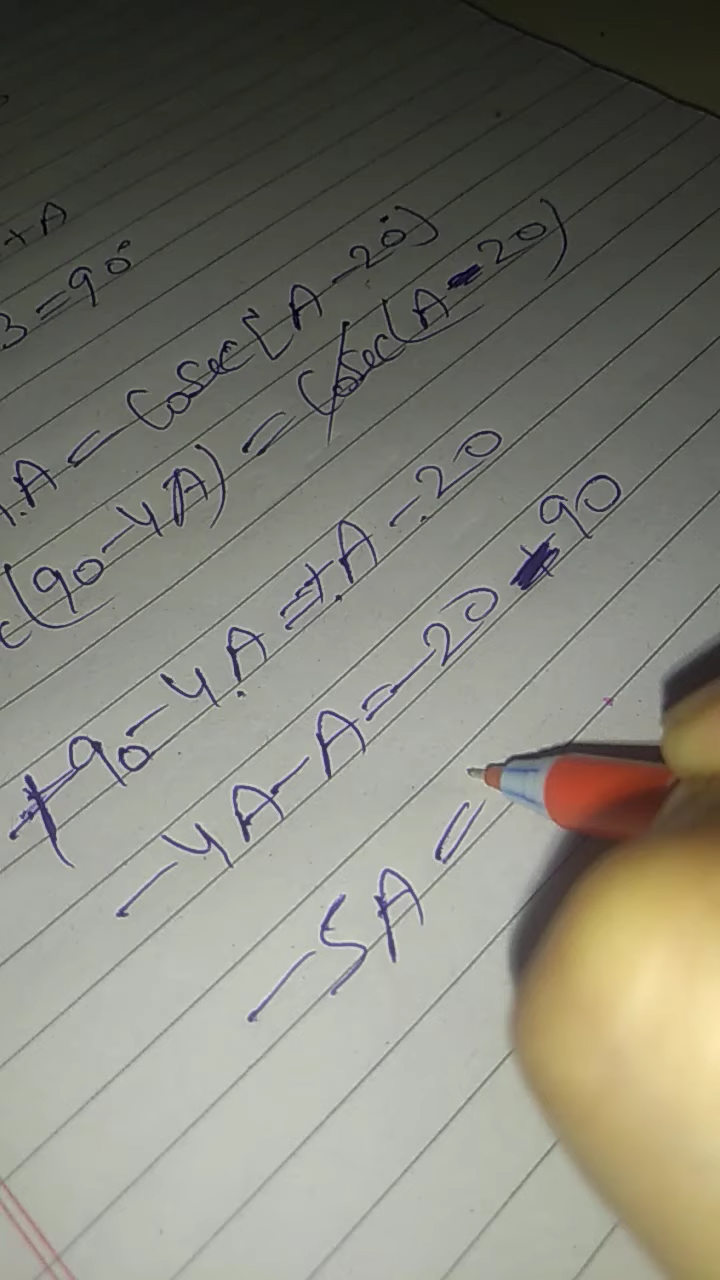 +A
3 = 90°
.A = Cosec [A - 20°)
c(90 - 4A) = Cosec(A - 20)
90 - 4A = +A - 20
-4A - A = -20 - 90
-5A =